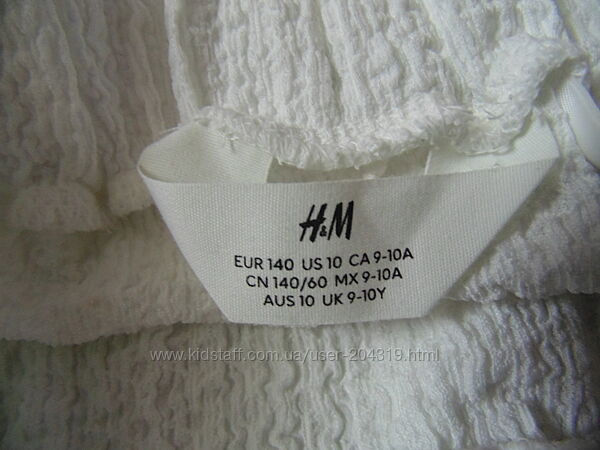 H&M
EUR 140 US 10 CA 9-10A
CN 140/60 MX 9-10A
AUS 10 UK 9-10Y
www.kidstaff.com.ua/user-204319.html